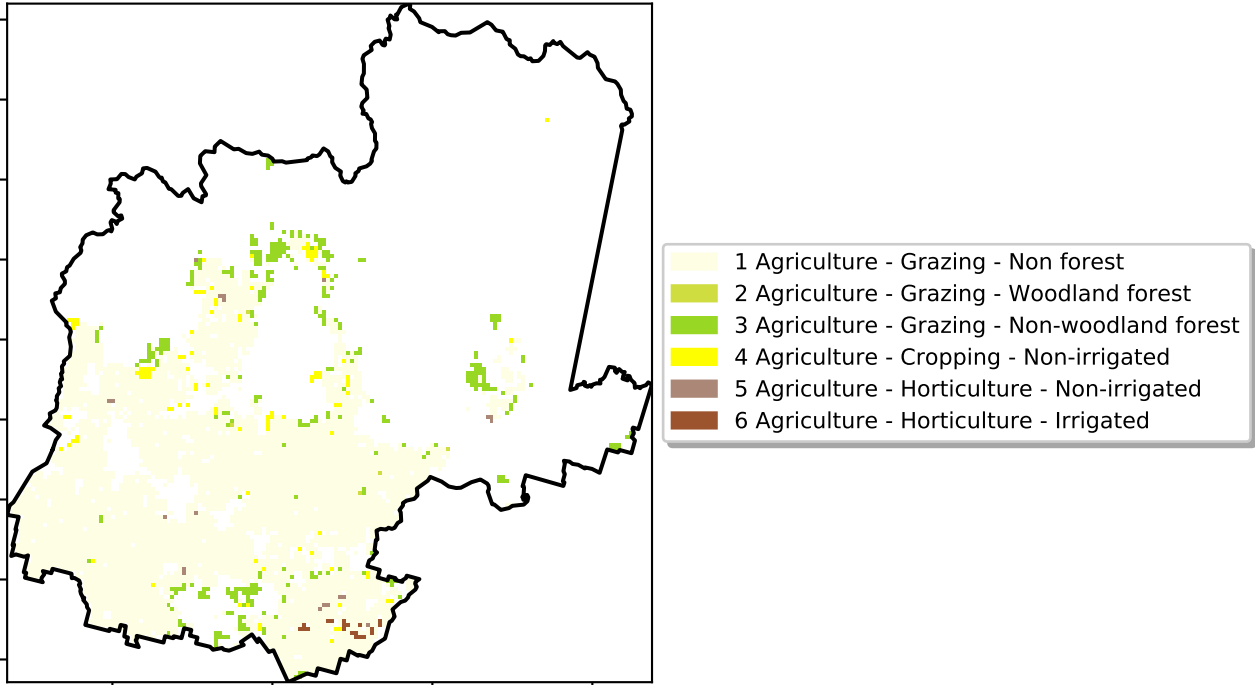 1 Agriculture - Grazing - Non forest
2 Agriculture - Grazing - Woodland forest
3 Agriculture - Grazing - Non-woodland forest
4 Agriculture - Cropping - Non-irrigated
5 Agriculture - Horticulture - Non-irrigated
6 Agriculture - Horticulture - Irrigated